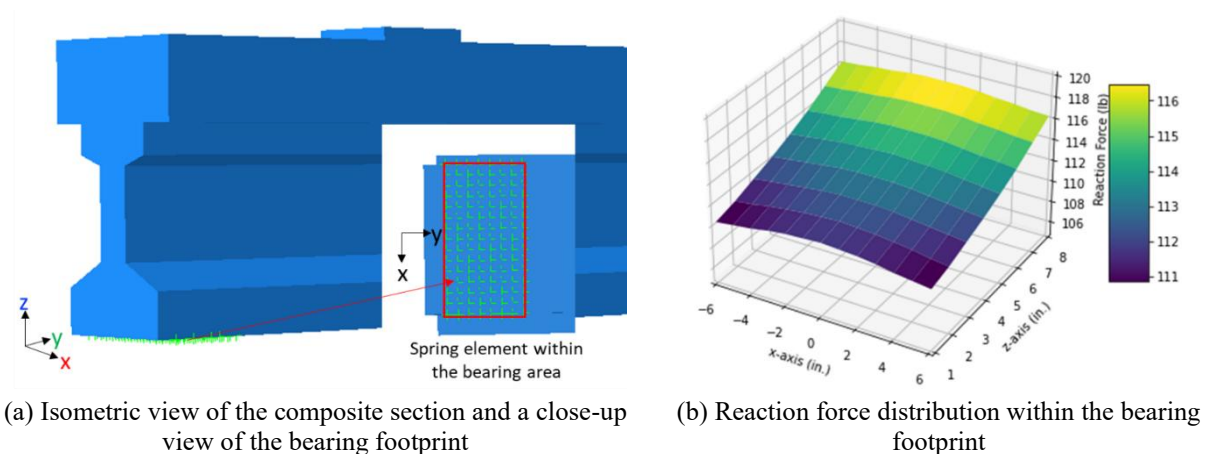 z
y
x
y
x
Spring element within
the bearing area
(a) Isometric view of the composite section and a close-up
view of the bearing footprint
120
118
116
114
112
110
108
106
Reaction Force (lb)
116
115
114
113
112
111
−6
−4
−2
0
2
4
6
x-axis (in.)
1
2
3
4
5
6
7
8
z-axis (in.)
(b) Reaction force distribution within the bearing
footprint